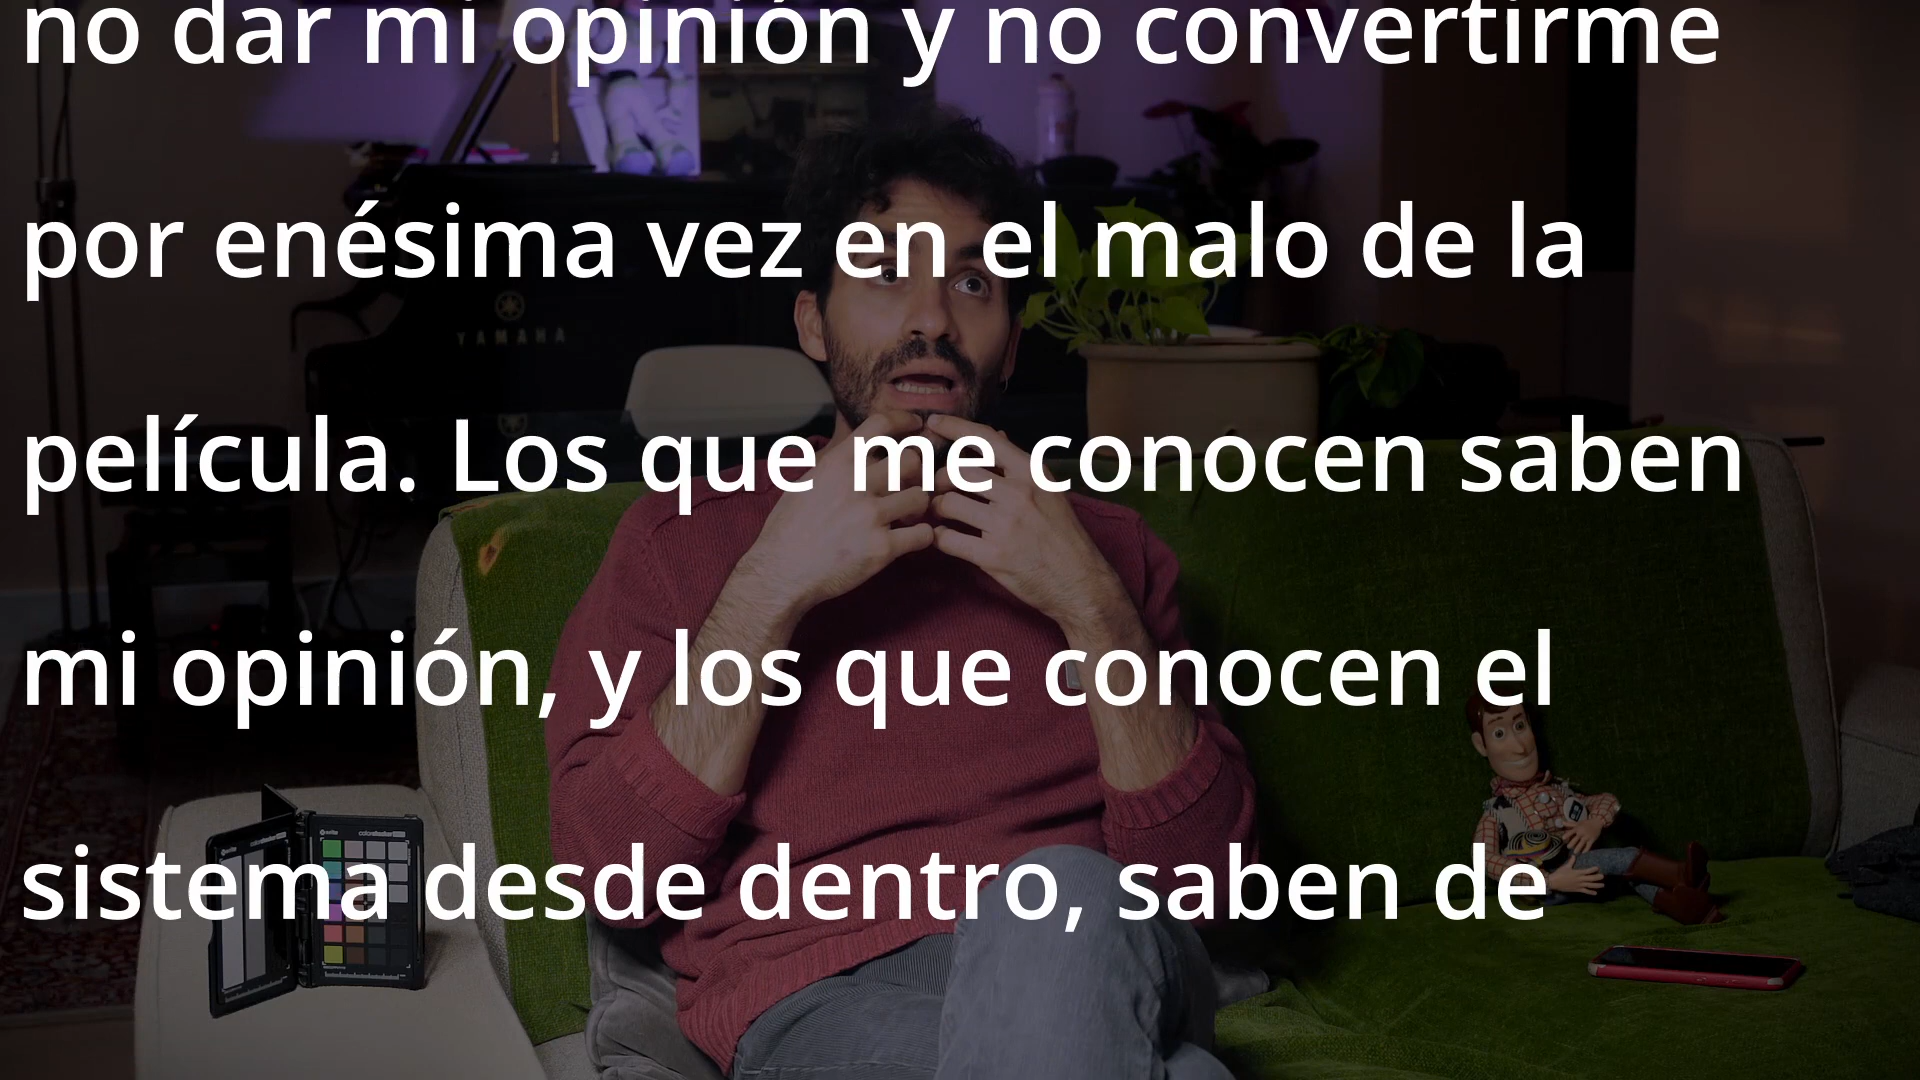 no dar mi opinión y no convertirme
por enésima vez en el malo de la
YAMAHA
película. Los que me conocen saben
mi opinión, y los que conocen el
sistema desde dentro, saben de